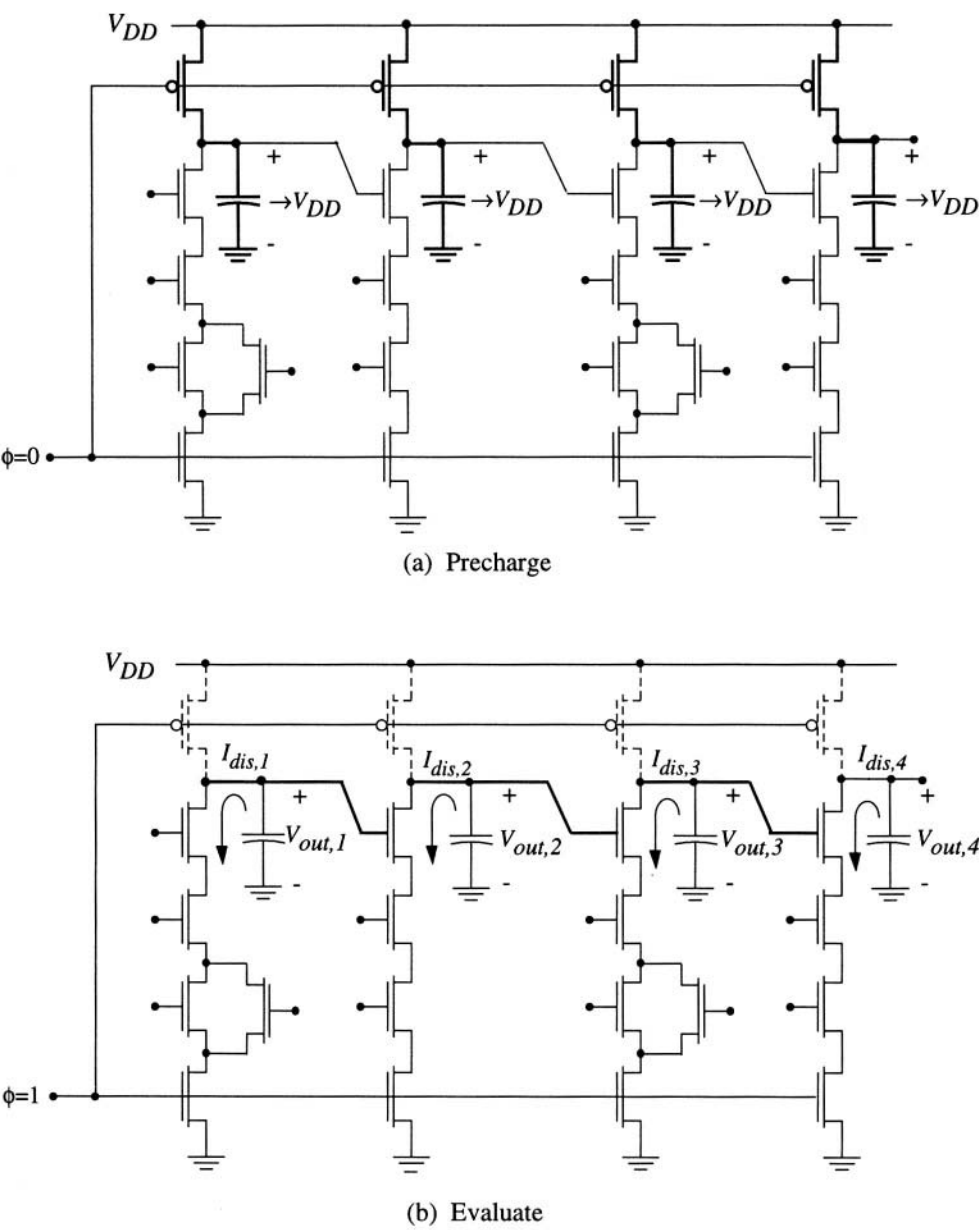 V_DD
+ + + +
→V_DD →V_DD →V_DD →V_DD
- - - -
ϕ=0
(a) Precharge
V_DD
I_dis,1 I_dis,2 I_dis,3 I_dis,4
+ + + +
V_out,1 V_out,2 V_out,3 V_out,4
- - - -
ϕ=1
(b) Evaluate